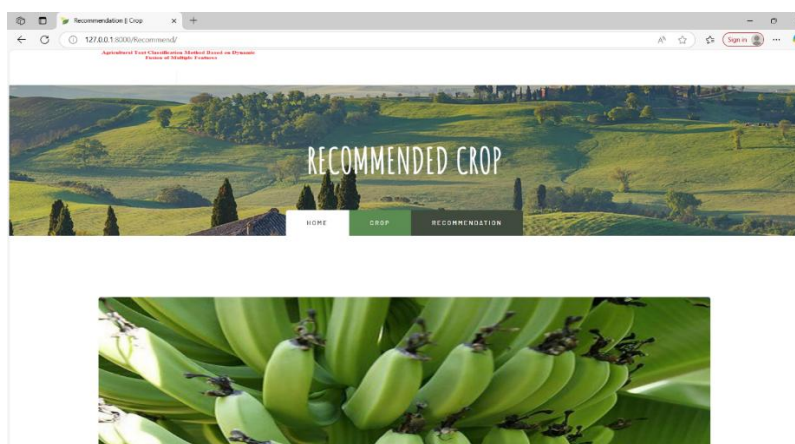 Recommendation || Crop
127.0.0.1:8000/Recommend/
Sign in
Agricultural Text Classification Method Based on Dynamic
Fusion of Multiple Features
RECOMMENDED CROP
HOME
CROP
RECOMMENDATION